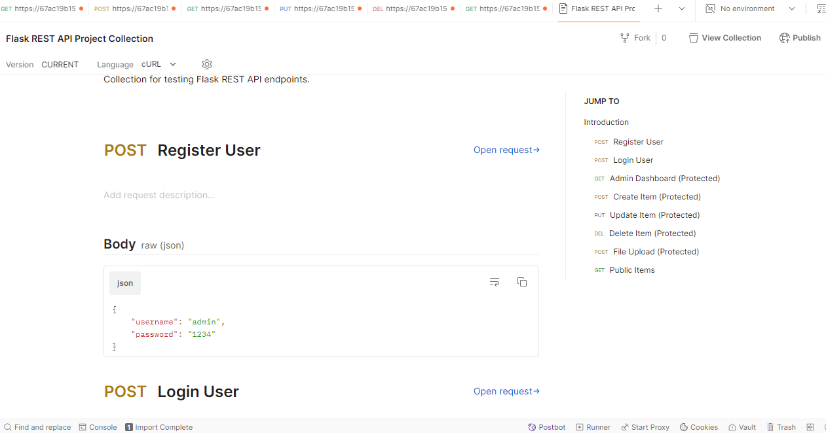 GET https://67ac19b15
POST https://67ac19b1
GET https://67ac19b15
PUT https://67ac19b15
DEL https://67ac19b15
GET https://67ac19b15
Flask REST API Prc
No environment
Flask REST API Project Collection
Fork 0
View Collection
Publish
Version CURRENT
Language cURL
Collection for testing Flask REST API endpoints.
POST Register User
Open request→
Add request description...
Body raw (json)
json
{
"username": "admin",
"password": "1234"
}
POST Login User
Open request→
JUMP TO
Introduction
POST Register User
POST Login User
GET Admin Dashboard (Protected)
POST Create Item (Protected)
PUT Update Item (Protected)
DEL Delete Item (Protected)
POST File Upload (Protected)
GET Public Items
Find and replace
Console
1 Import Complete
Postbot
Runner
Start Proxy
Cookies
Vault
Trash